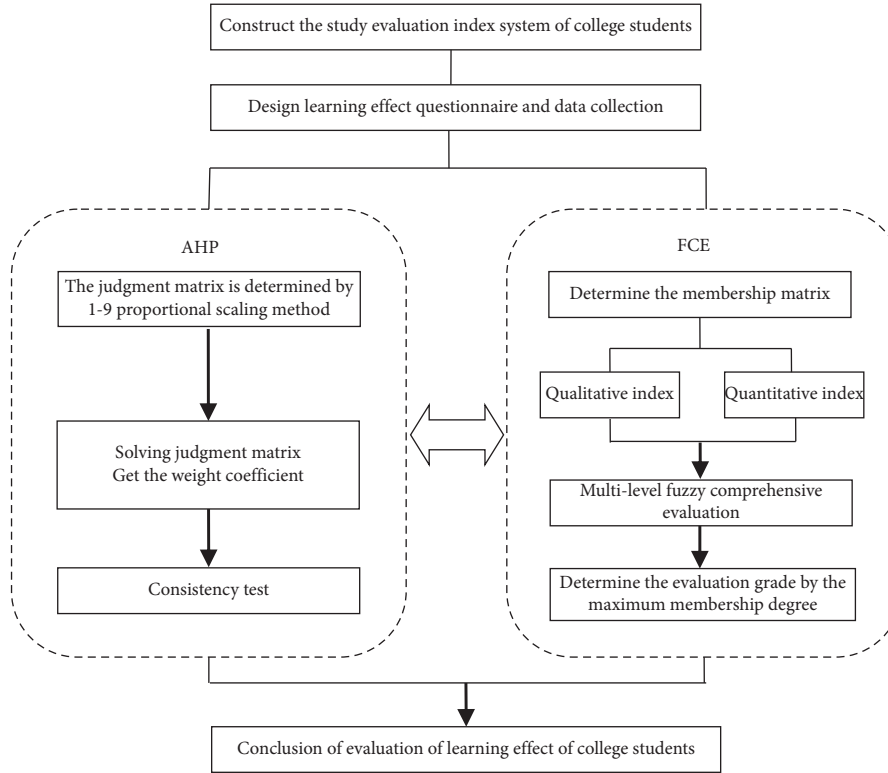 Construct the study evaluation index system of college students
Design learning effect questionnaire and data collection
AHP
The judgment matrix is determined by
1-9 proportional scaling method
Solving judgment matrix
Get the weight coefficient
Consistency test
FCE
Determine the membership matrix
Qualitative index
Quantitative index
Multi-level fuzzy comprehensive
evaluation
Determine the evaluation grade by the
maximum membership degree
Conclusion of evaluation of learning effect of college students